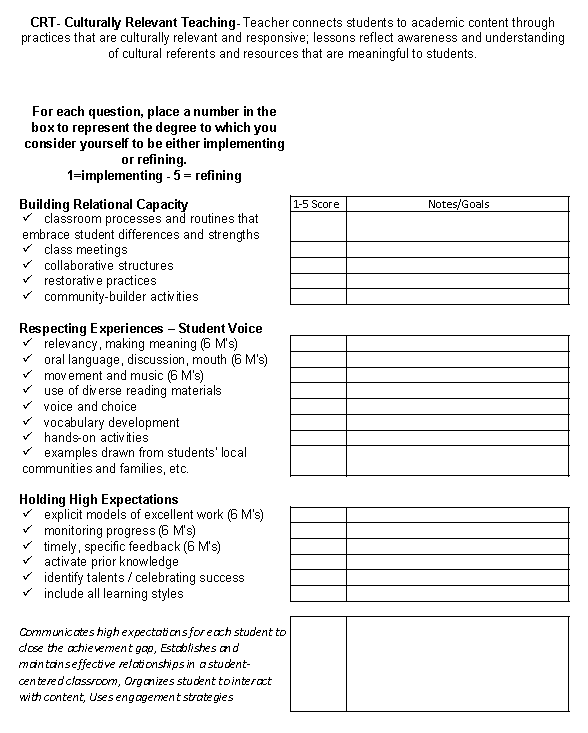 CRT- Culturally Relevant Teaching- Teacher connects students to academic content through
practices that are culturally relevant and responsive; lessons reflect awareness and understanding
of cultural referents and resources that are meaningful to students.
For each question, place a number in the
box to represent the degree to which you
consider yourself to be either implementing
or refining.
1=implementing - 5 = refining
Building Relational Capacity
1-5 Score Notes/Goals
✓ classroom processes and routines that
embrace student differences and strengths
✓ class meetings
✓ collaborative structures
✓ restorative practices
✓ community-builder activities
Respecting Experiences – Student Voice
✓ relevancy, making meaning (6 M's)
✓ oral language, discussion, mouth (6 M's)
✓ movement and music (6 M's)
✓ use of diverse reading materials
✓ voice and choice
✓ vocabulary development
✓ hands-on activities
✓ examples drawn from students' local
communities and families, etc.
Holding High Expectations
✓ explicit models of excellent work (6 M's)
✓ monitoring progress (6 M's)
✓ timely, specific feedback (6 M's)
✓ activate prior knowledge
✓ identify talents / celebrating success
✓ include all learning styles
Communicates high expectations for each student to
close the achievement gap, Establishes and
maintains effective relationships in a student-
centered classroom, Organizes student to interact
with content, Uses engagement strategies